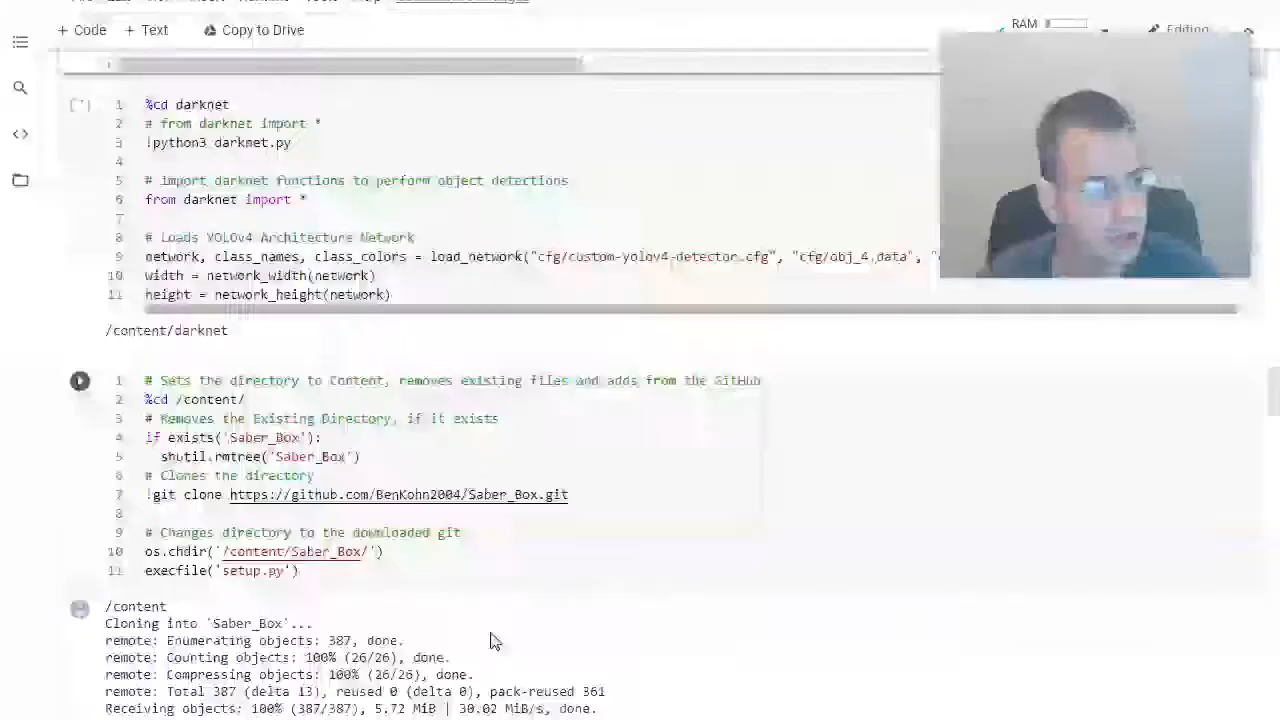 + Code + Text Copy to Drive
RAM
Editing
1 %cd darknet
2 # from darknet import *
3 !python3 darknet.py
4
5 # import darknet functions to perform object detections
6 from darknet import *
7
8 # Loads YOLOv4 Architecture Network
9 network, class_names, class_colors = load_network("cfg/custom-yolov4-detector.cfg", "cfg/obj_4.data", "
10 width = network_width(network)
11 height = network_height(network)
/content/darknet
1 # Sets the directory to Content, removes existing files and adds from the GitHub
2 %cd /content/
3 # Removes the Existing Directory, if it exists
4 if exists('Saber_Box'):
5 shutil.rmtree('Saber_Box')
6 # Clones the directory
7 !git clone https://github.com/BenKohn2004/Saber_Box.git
8
9 # Changes directory to the downloaded git
10 os.chdir('/content/Saber_Box/')
11 execfile('setup.py')
/content
Cloning into 'Saber_Box'...
remote: Enumerating objects: 387, done.
remote: Counting objects: 100% (26/26), done.
remote: Compressing objects: 100% (26/26), done.
remote: Total 387 (delta 13), reused 0 (delta 0), pack-reused 361
Receiving objects: 100% (387/387), 5.72 MiB | 30.02 MiB/s, done.